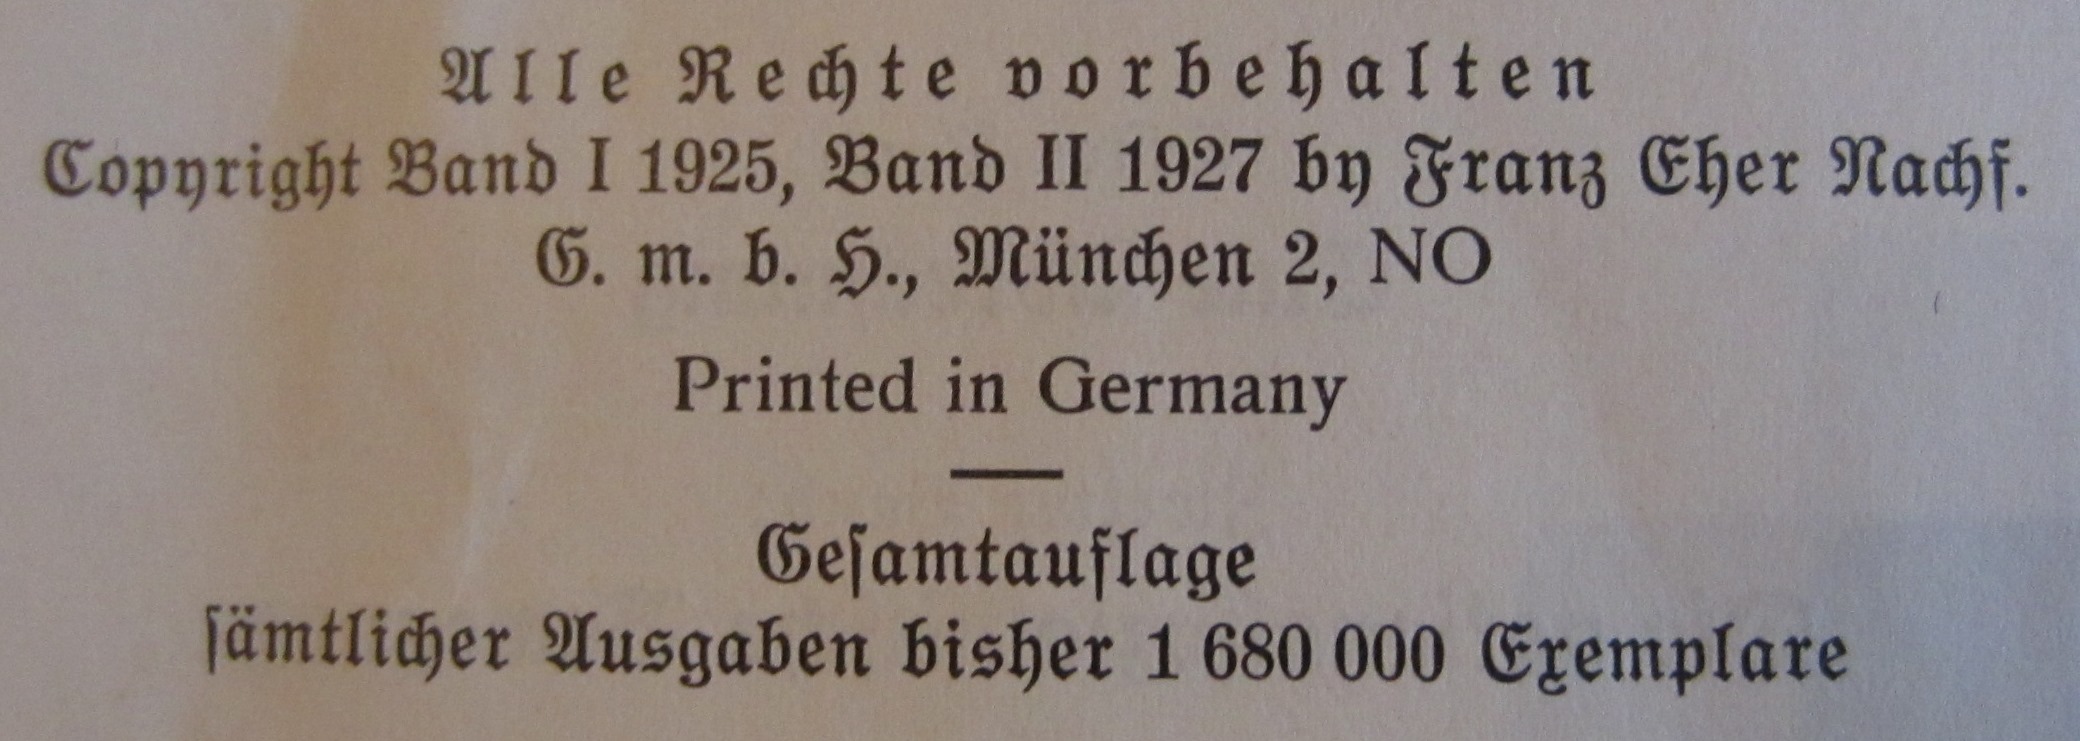 Alle Rechte vorbehalten
Copyright Band I 1925, Band II 1927 by Franz Eher Nachf.
G. m. b. H., München 2, NO
Printed in Germany
Geſamtauflage
ſämtlicher Ausgaben bisher 1 680 000 Exemplare